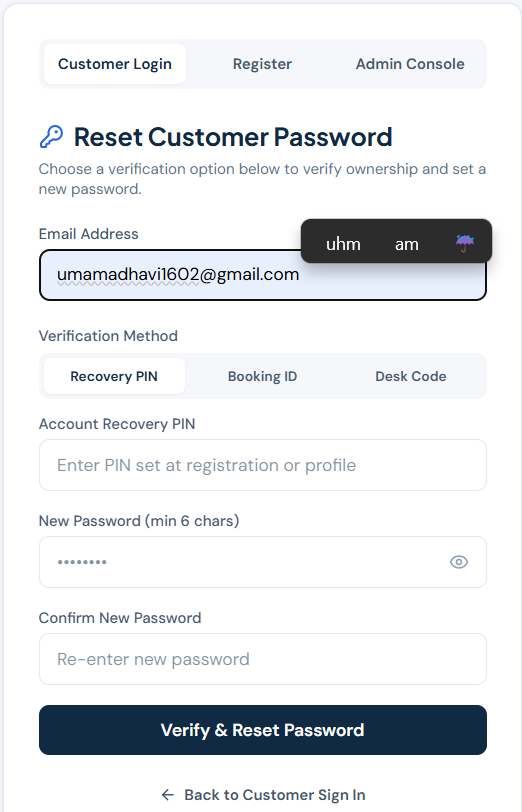 Customer Login Register Admin Console
Reset Customer Password
Choose a verification option below to verify ownership and set a
new password.
Email Address
uhm am
umamadhavi1602@gmail.com
Verification Method
Recovery PIN Booking ID Desk Code
Account Recovery PIN
Enter PIN set at registration or profile
New Password (min 6 chars)
••••••••
Confirm New Password
Re-enter new password
Verify & Reset Password
← Back to Customer Sign In